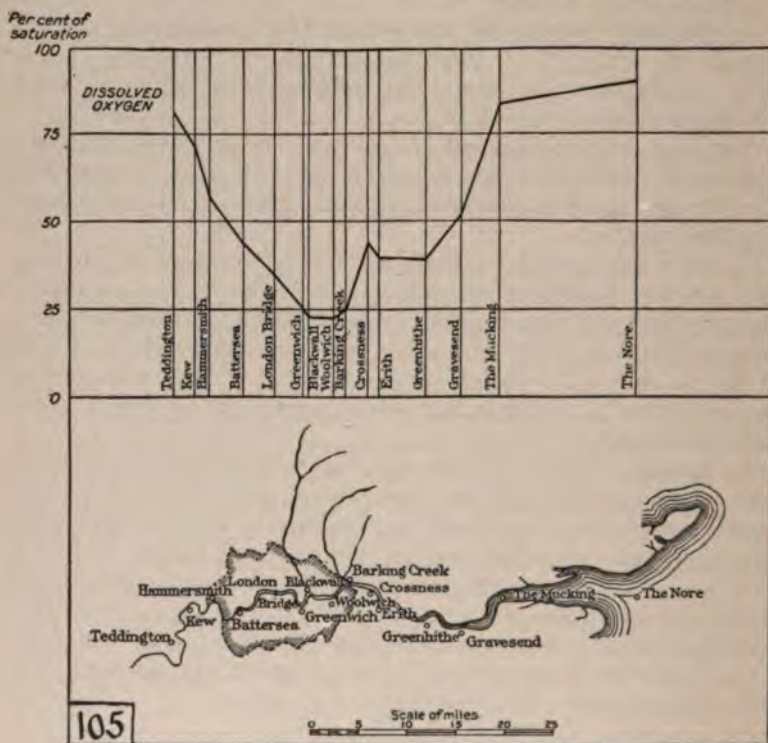 Per cent of
saturation
100
DISSOLVED
OXYGEN
75
50
25
0
Teddington
Kew
Hammersmith
Battersea
London Bridge
Greenwich
Blackwall
Woolwich
Barking Creek
Crossness
Erith
Greenhithe
Gravesend
The Mucking
The Nore.
Barking Creek
Hammersmith London Blackwall Crossness
Bridge Woolwich The Mucking The Nore
Kew Battersea Greenwich Erith
Teddington Greenhithe Gravesend
105
Scale of miles
0 5 10 15 20 25